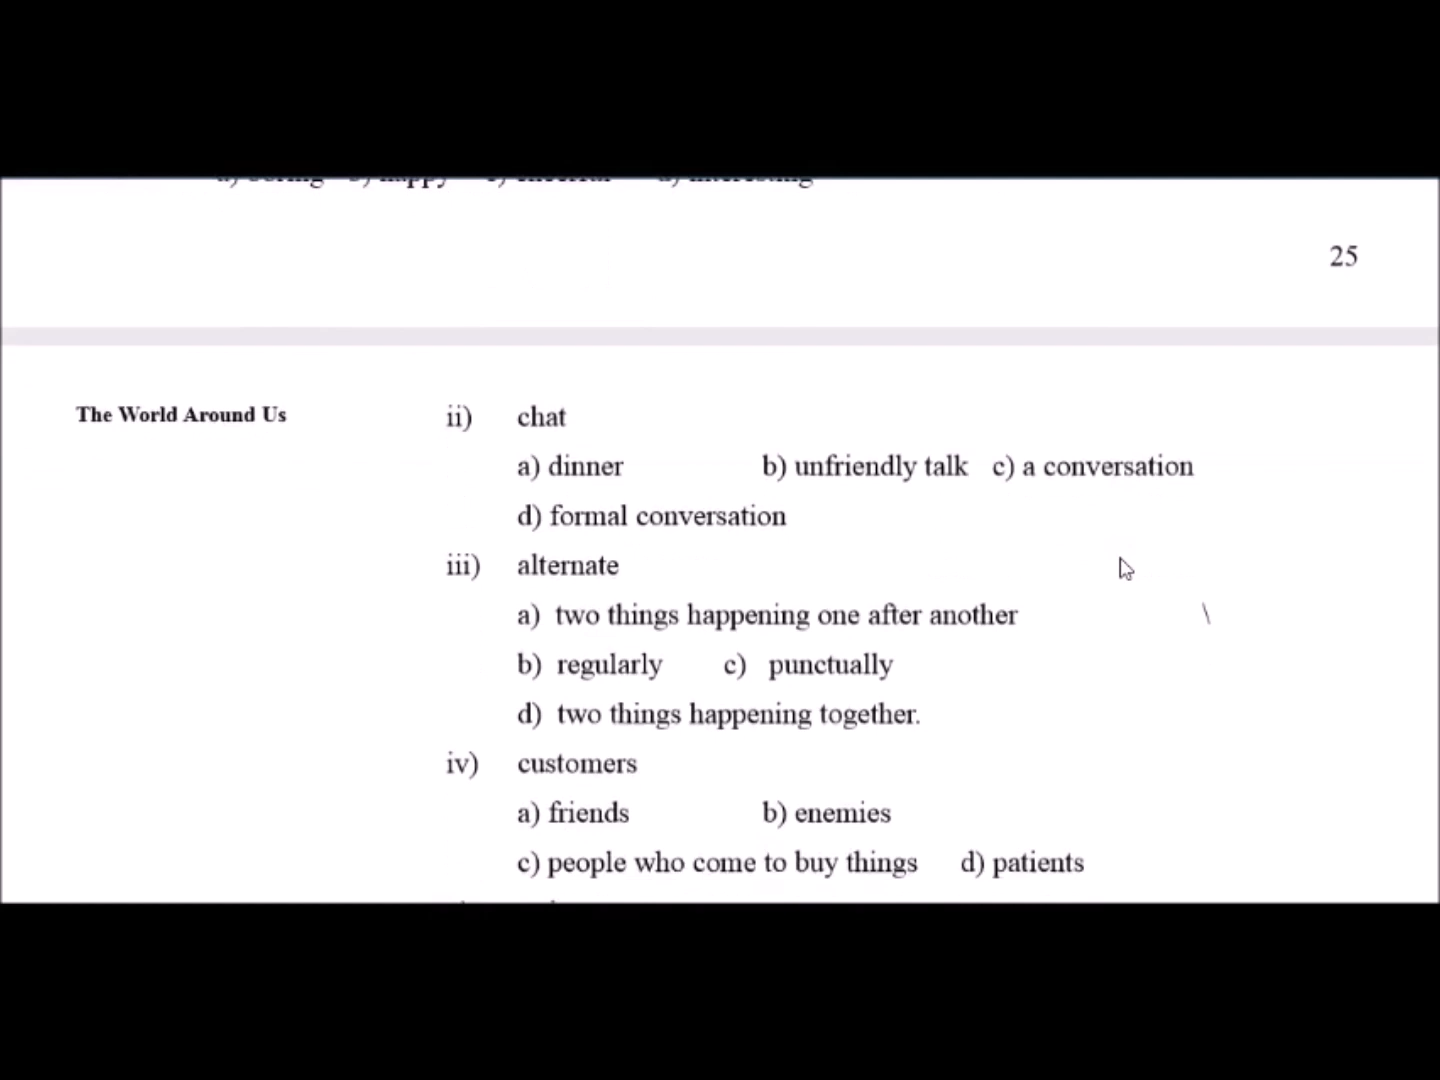 25
The World Around Us
ii) chat
a) dinner b) unfriendly talk c) a conversation
d) formal conversation
iii) alternate
a) two things happening one after another \
b) regularly c) punctually
d) two things happening together.
iv) customers
a) friends b) enemies
c) people who come to buy things d) patients